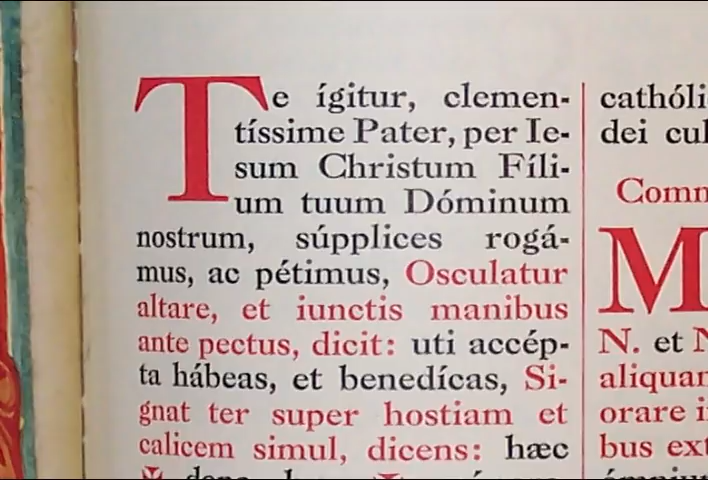 Te ígitur, clemen-
tíssime Pater, per Ie-
sum Christum Fíli-
um tuum Dóminum
nostrum, súpplices rogá-
mus, ac pétimus, Osculatur
altare, et iunctis manibus
ante pectus, dicit: uti accép-
ta hábeas, et benedícas, Si-
gnat ter super hostiam et
calicem simul, dicens: hæc
cathóli
dei cul
Comm
M
N. et N
aliquan
orare i
bus ext